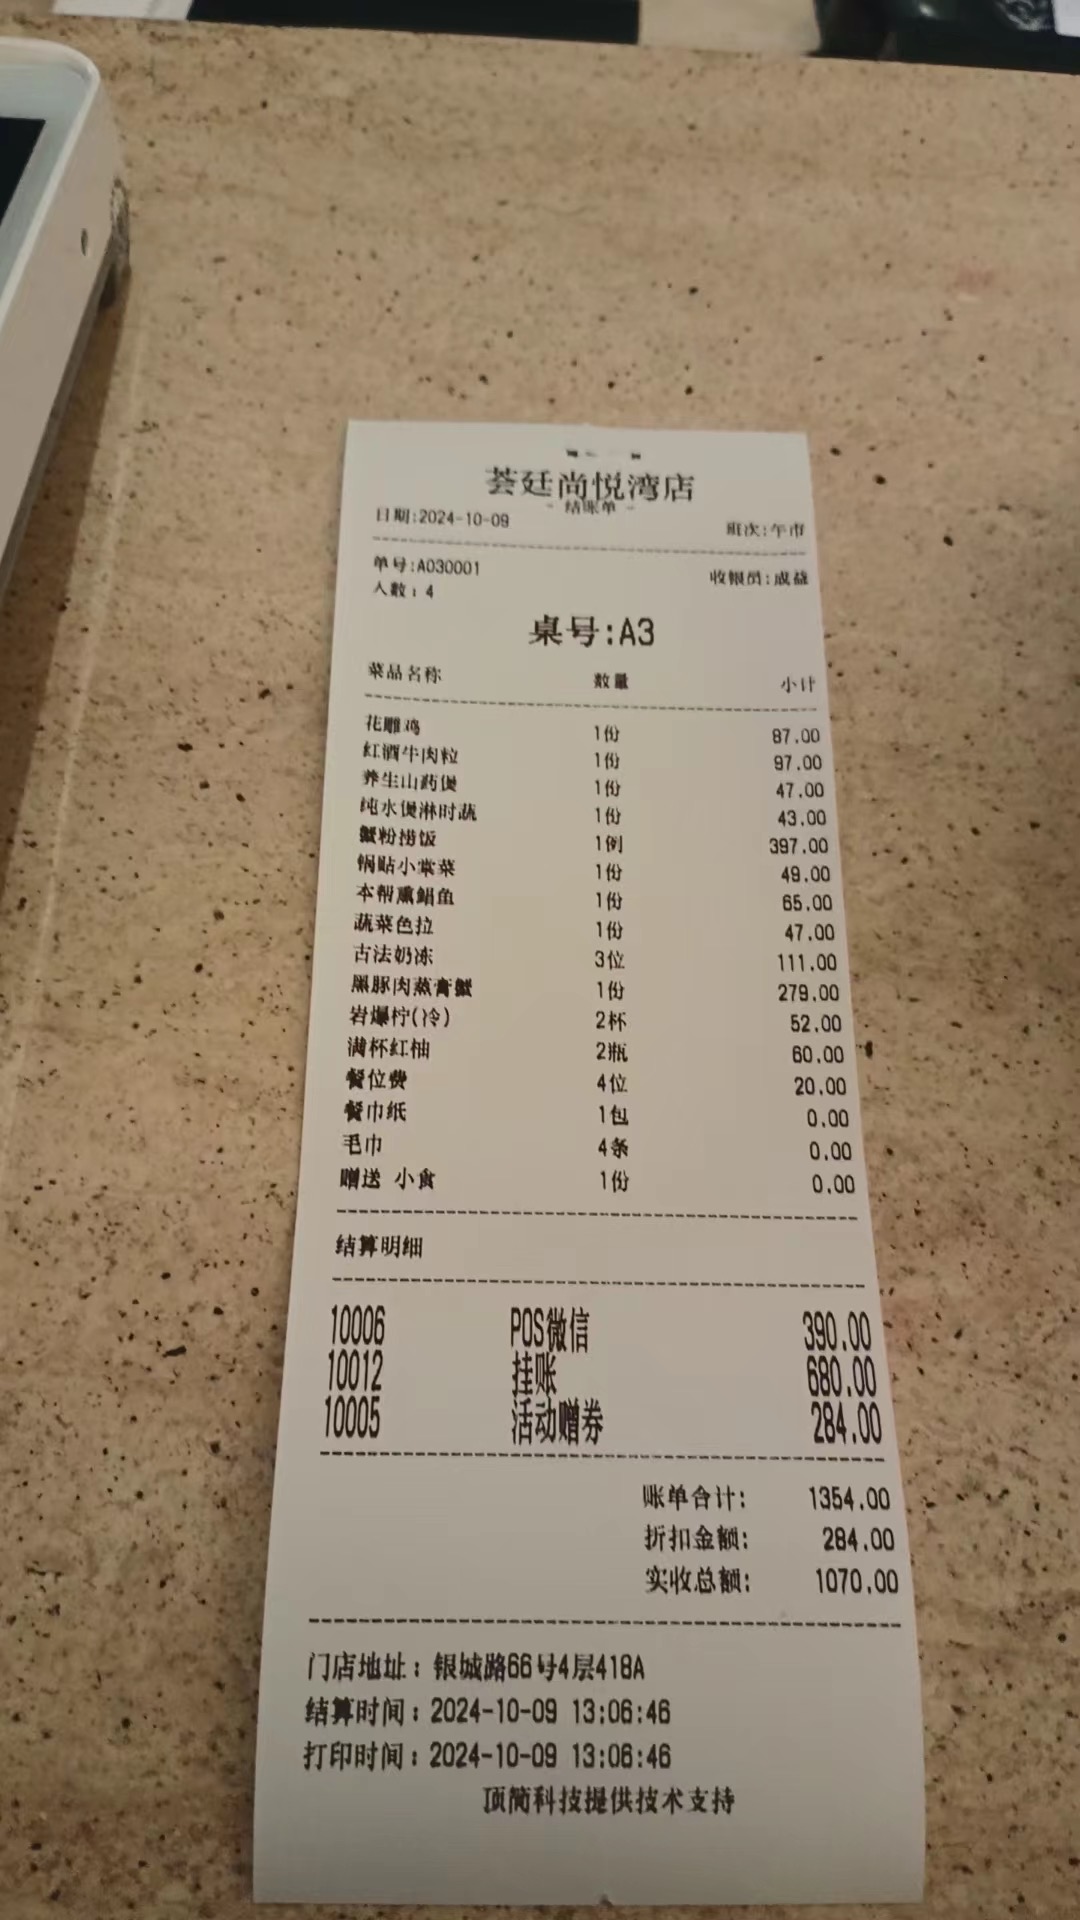 荟廷尚悦湾店
- 结账单 -
日期:2024-10-09 班次:午市
单号:A030001 收银员:成益
人数:4
桌号:A3
菜品名称 数量 小计
花雕鸡 1份 87.00
红酒牛肉粒 1份 97.00
养生山药煲 1份 47.00
纯水煲淋时蔬 1份 43.00
蟹粉捞饭 1例 397.00
锅贴小棠菜 1份 49.00
本帮熏鲳鱼 1份 65.00
蔬菜色拉 1份 47.00
古法奶冻 3位 111.00
黑豚肉蒸膏蟹 1份 279.00
岩爆柠(冷) 2杯 52.00
满杯红柚 2瓶 60.00
餐位费 4位 20.00
餐巾纸 1包 0.00
毛巾 4条 0.00
赠送 小食 1份 0.00
结算明细
10006 POS微信 390.00
10012 挂账 680.00
10005 活动赠券 284.00
账单合计: 1354.00
折扣金额: 284.00
实收总额: 1070.00
门店地址:银城路66号4层418A
结算时间:2024-10-09 13:06:46
打印时间:2024-10-09 13:06:46
顶简科技提供技术支持